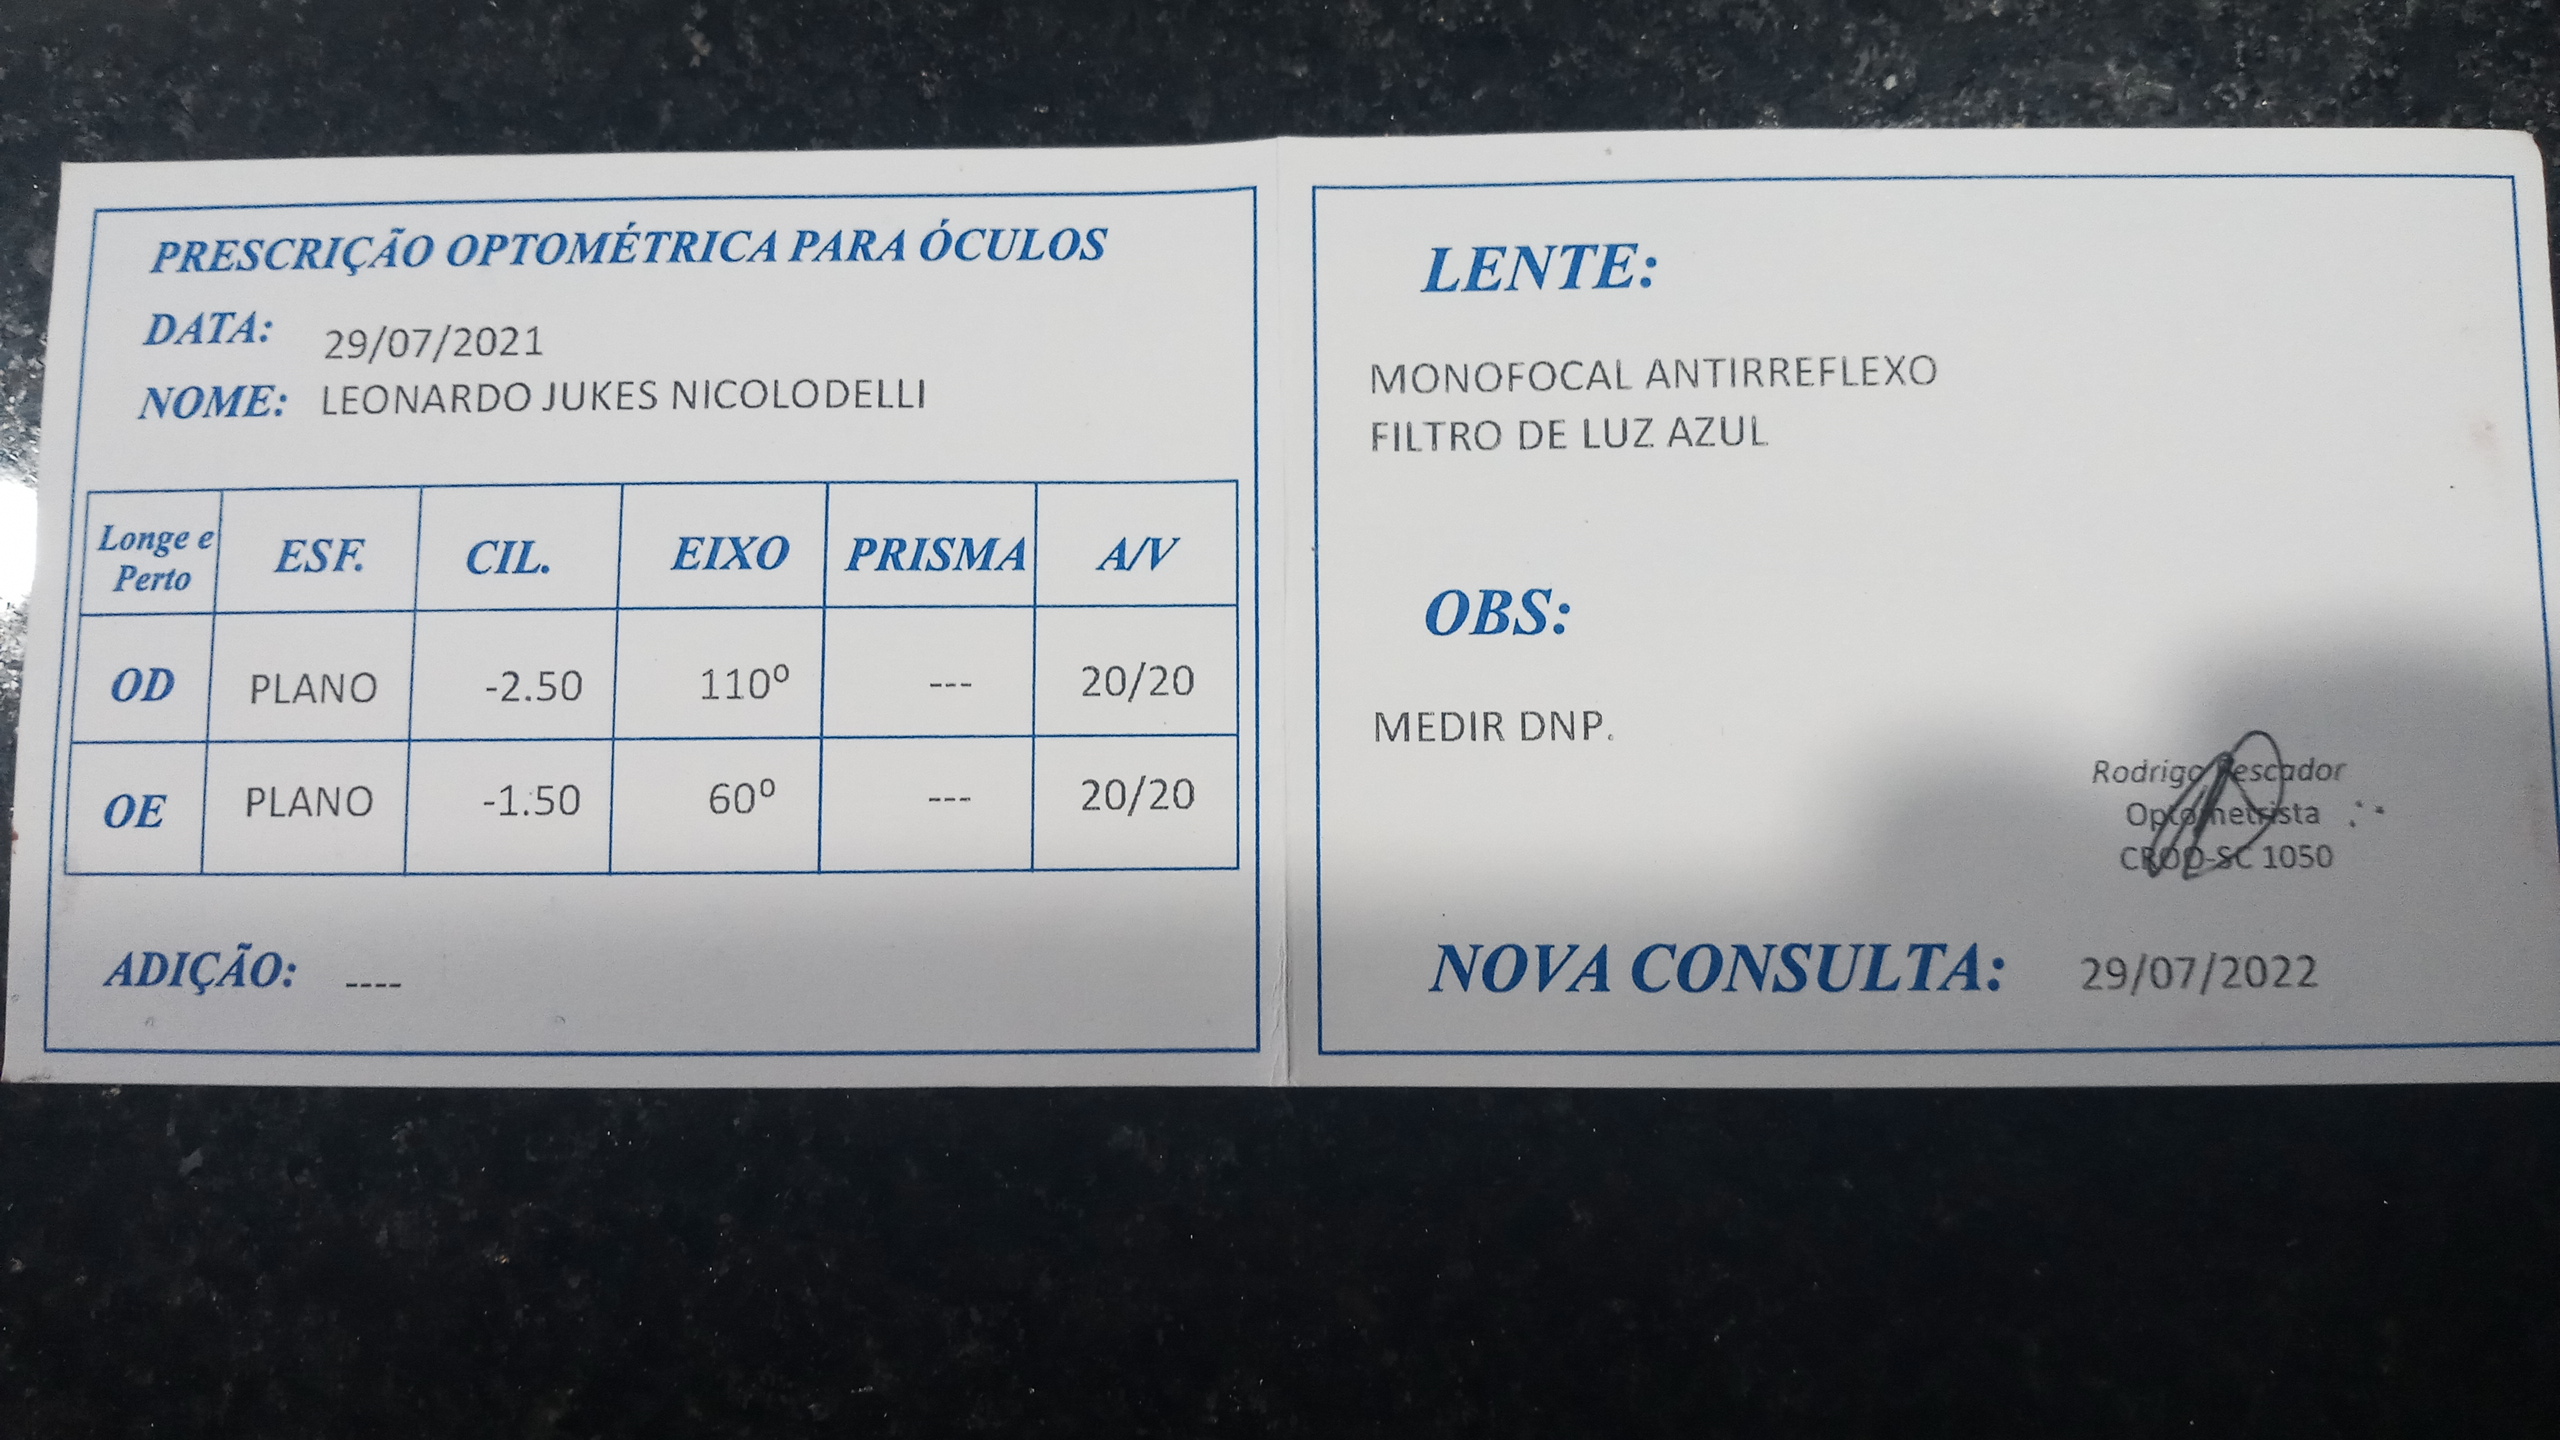 PRESCRIÇÃO OPTOMÉTRICA PARA ÓCULOS
DATA: 29/07/2021
NOME: LEONARDO JUKES NICOLODELLI
Longe e Perto ESF. CIL. EIXO PRISMA A/V
OD PLANO -2.50 110º --- 20/20
OE PLANO -1.50 60º --- 20/20
ADIÇÃO: ----
LENTE:
MONOFOCAL ANTIRREFLEXO
FILTRO DE LUZ AZUL
OBS:
MEDIR DNP.
Rodrigo Pescador
Optometrista
CROO-SC 1050
NOVA CONSULTA: 29/07/2022